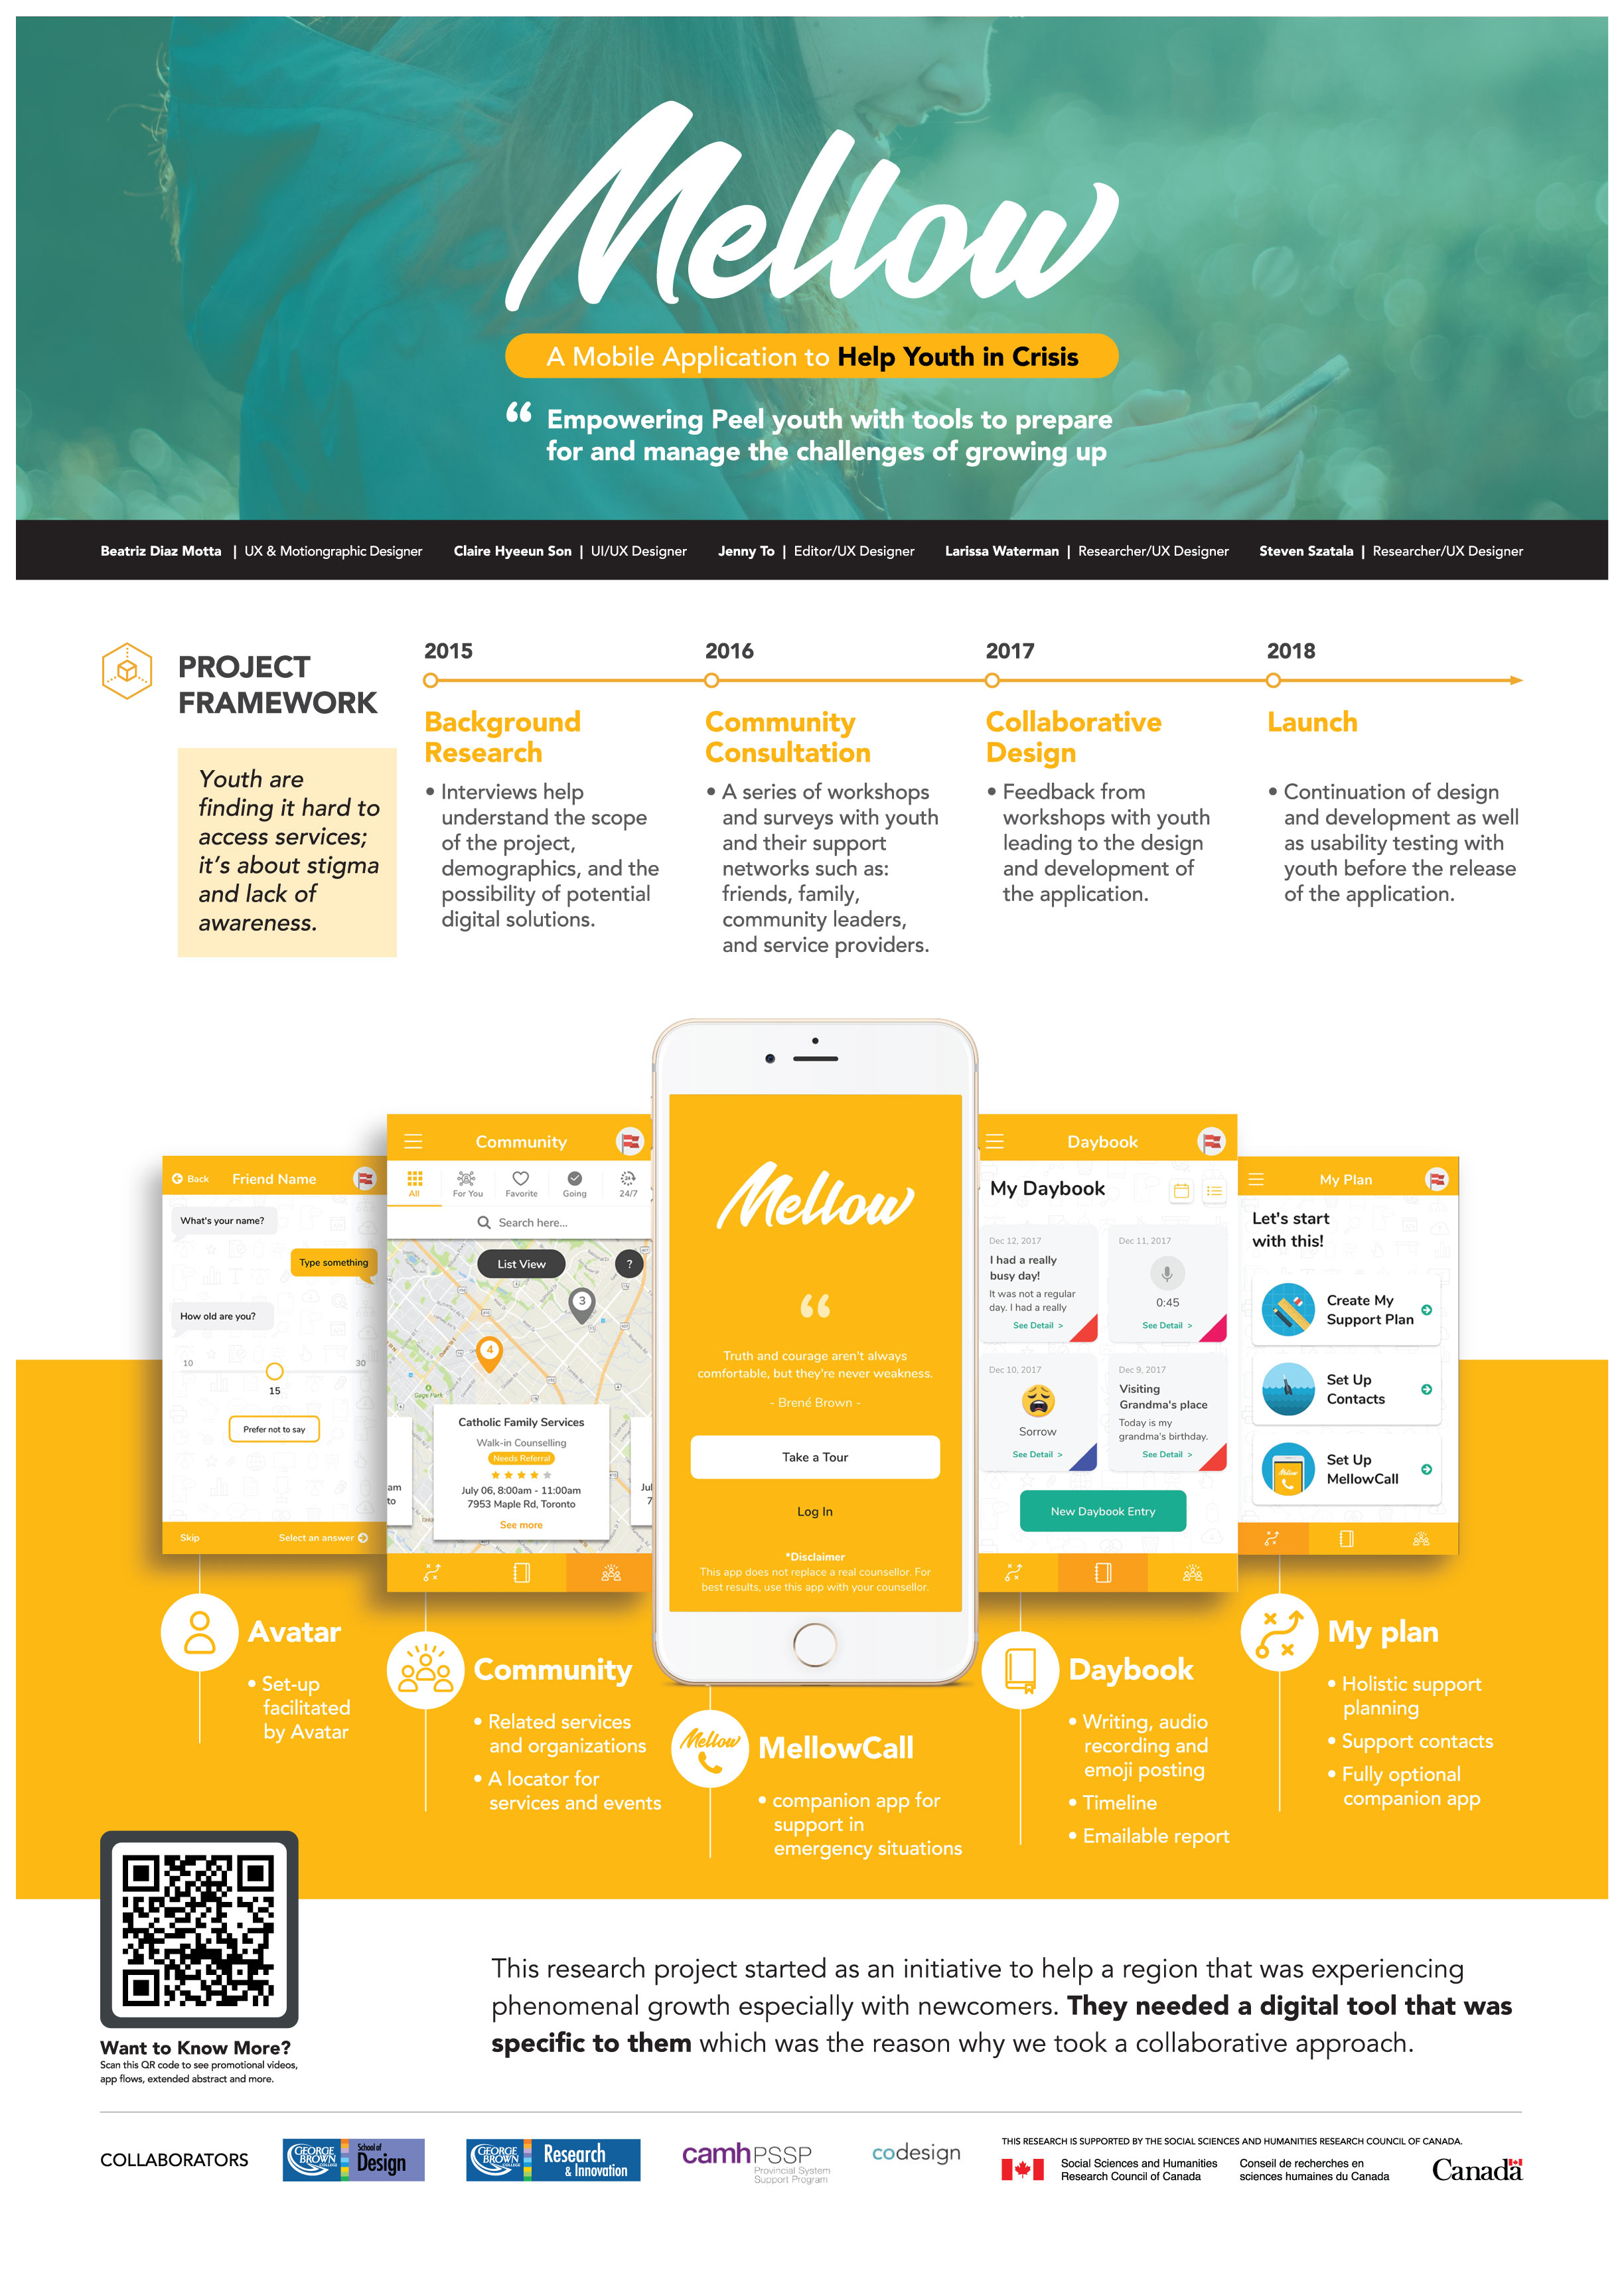 Mellow
A Mobile Application to Help Youth in Crisis
“ Empowering Peel youth with tools to prepare
for and manage the challenges of growing up
Beatriz Diaz Motta | UX & Motiongraphic Designer
Claire Hyeeun Son | UI/UX Designer
Jenny To | Editor/UX Designer
Larissa Waterman | Researcher/UX Designer
Steven Szatala | Researcher/UX Designer
PROJECT
FRAMEWORK
Youth are
finding it hard to
access services;
it's about stigma
and lack of
awareness.
2015
Background
Research
• Interviews help
understand the scope
of the project,
demographics, and the
possibility of potential
digital solutions.
2016
Community
Consultation
• A series of workshops
and surveys with youth
and their support
networks such as:
friends, family,
community leaders,
and service providers.
2017
Collaborative
Design
• Feedback from
workshops with youth
leading to the design
and development of
the application.
2018
Launch
• Continuation of design
and development as well
as usability testing with
youth before the release
of the application.
Back
Friend Name
What's your name?
Type something
How old are you?
10
30
15
Prefer not to say
Skip
Select an answer
Community
All
For You
Favorite
Going
24/7
Search here...
List View
?
3
4
Catholic Family Services
Walk-in Counselling
Needs Referral
July 06, 8:00am - 11:00am
7953 Maple Rd, Toronto
See more
am
to
Jul
7
Mellow
“
Truth and courage aren't always
comfortable, but they're never weakness.
- Brené Brown -
Take a Tour
Log In
*Disclaimer
This app does not replace a real counsellor. For
best results, use this app with your counsellor.
Daybook
My Daybook
Dec 12, 2017
I had a really
busy day!
It was not a regular
day. I had a really
See Detail >
Dec 11, 2017
0:45
See Detail >
Dec 10, 2017
Sorrow
See Detail >
Dec 9, 2017
Visiting
Grandma's place
Today is my
grandma's birthday.
See Detail >
New Daybook Entry
My Plan
Let's start
with this!
Create My
Support Plan
Set Up
Contacts
Mellow
Set Up
MellowCall
Avatar
• Set-up
facilitated
by Avatar
Community
• Related services
and organizations
• A locator for
services and events
Mellow
MellowCall
• companion app for
support in
emergency situations
Daybook
• Writing, audio
recording and
emoji posting
• Timeline
• Emailable report
My plan
• Holistic support
planning
• Support contacts
• Fully optional
companion app
Want to Know More?
Scan this QR code to see promotional videos,
app flows, extended abstract and more.
This research project started as an initiative to help a region that was experiencing
phenomenal growth especially with newcomers. They needed a digital tool that was
specific to them which was the reason why we took a collaborative approach.
COLLABORATORS
GEORGE
BROWN
COLLEGE
School of
Design
GEORGE
BROWN
COLLEGE
Research
& Innovation
camh PSSP
Provincial System
Support Program
codesign
THIS RESEARCH IS SUPPORTED BY THE SOCIAL SCIENCES AND HUMANITIES RESEARCH COUNCIL OF CANADA.
Social Sciences and Humanities
Research Council of Canada
Conseil de recherches en
sciences humaines du Canada
Canada